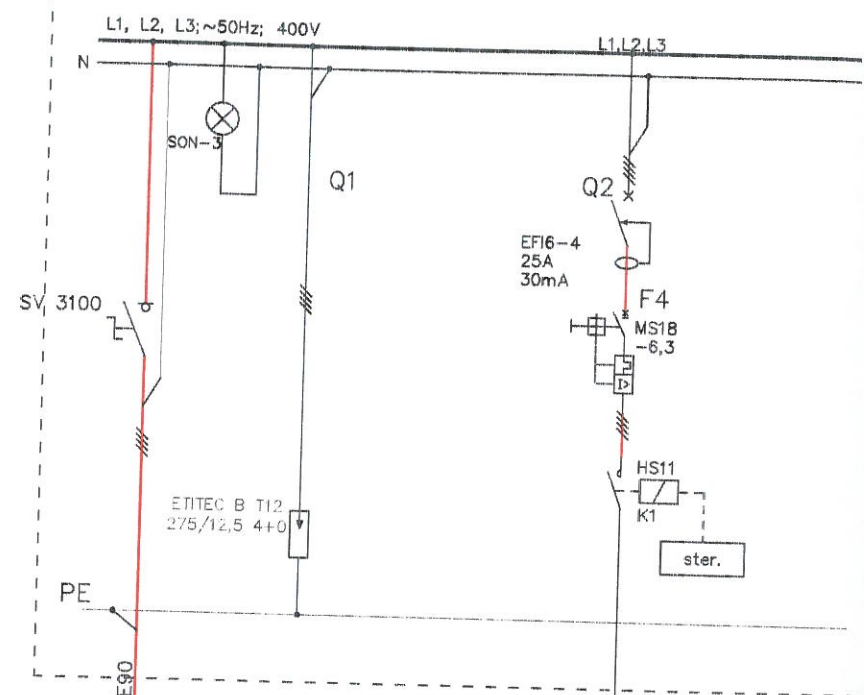 L1, L2, L3;~50Hz; 400V
L1,L2,L3
N
SON-3
Q1
Q2
EFI6-4
25A
30mA
SV 3100
F4
MS18
-6,3
I>
HS11
K1
ETITEC B T12
275/12,5 4+0
ster.
PE
E90